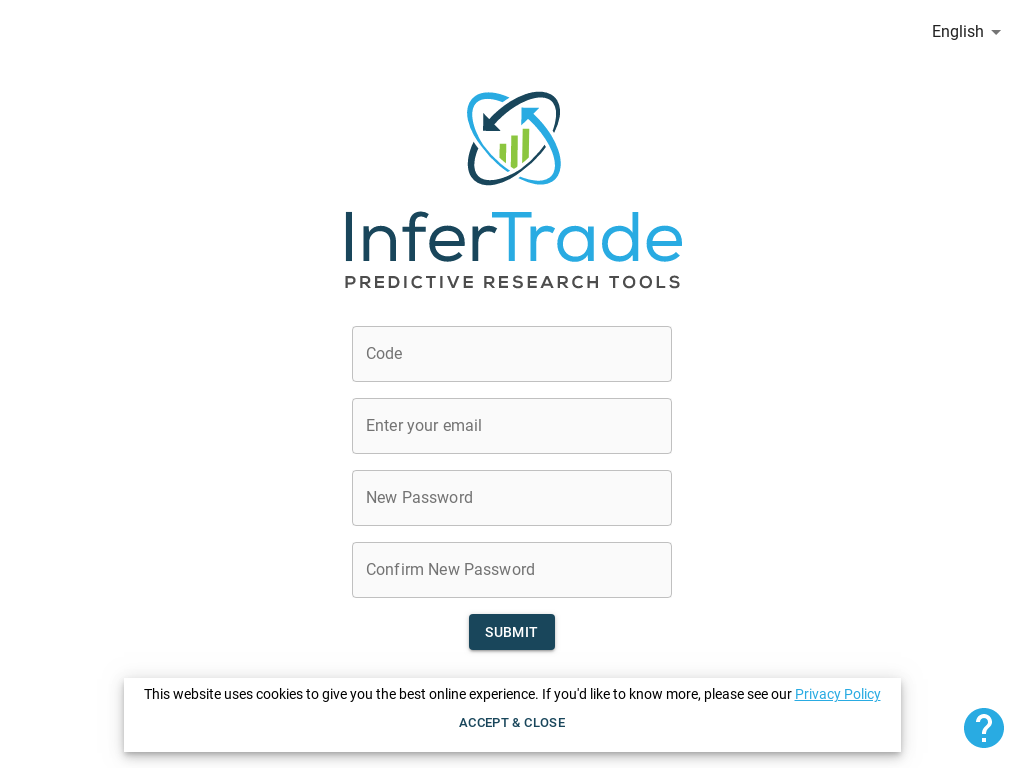 English
InferTrade
PREDICTIVE RESEARCH TOOLS
Code
Enter your email
New Password
Confirm New Password
SUBMIT
This website uses cookies to give you the best online experience. If you'd like to know more, please see our Privacy Policy
ACCEPT & CLOSE
?